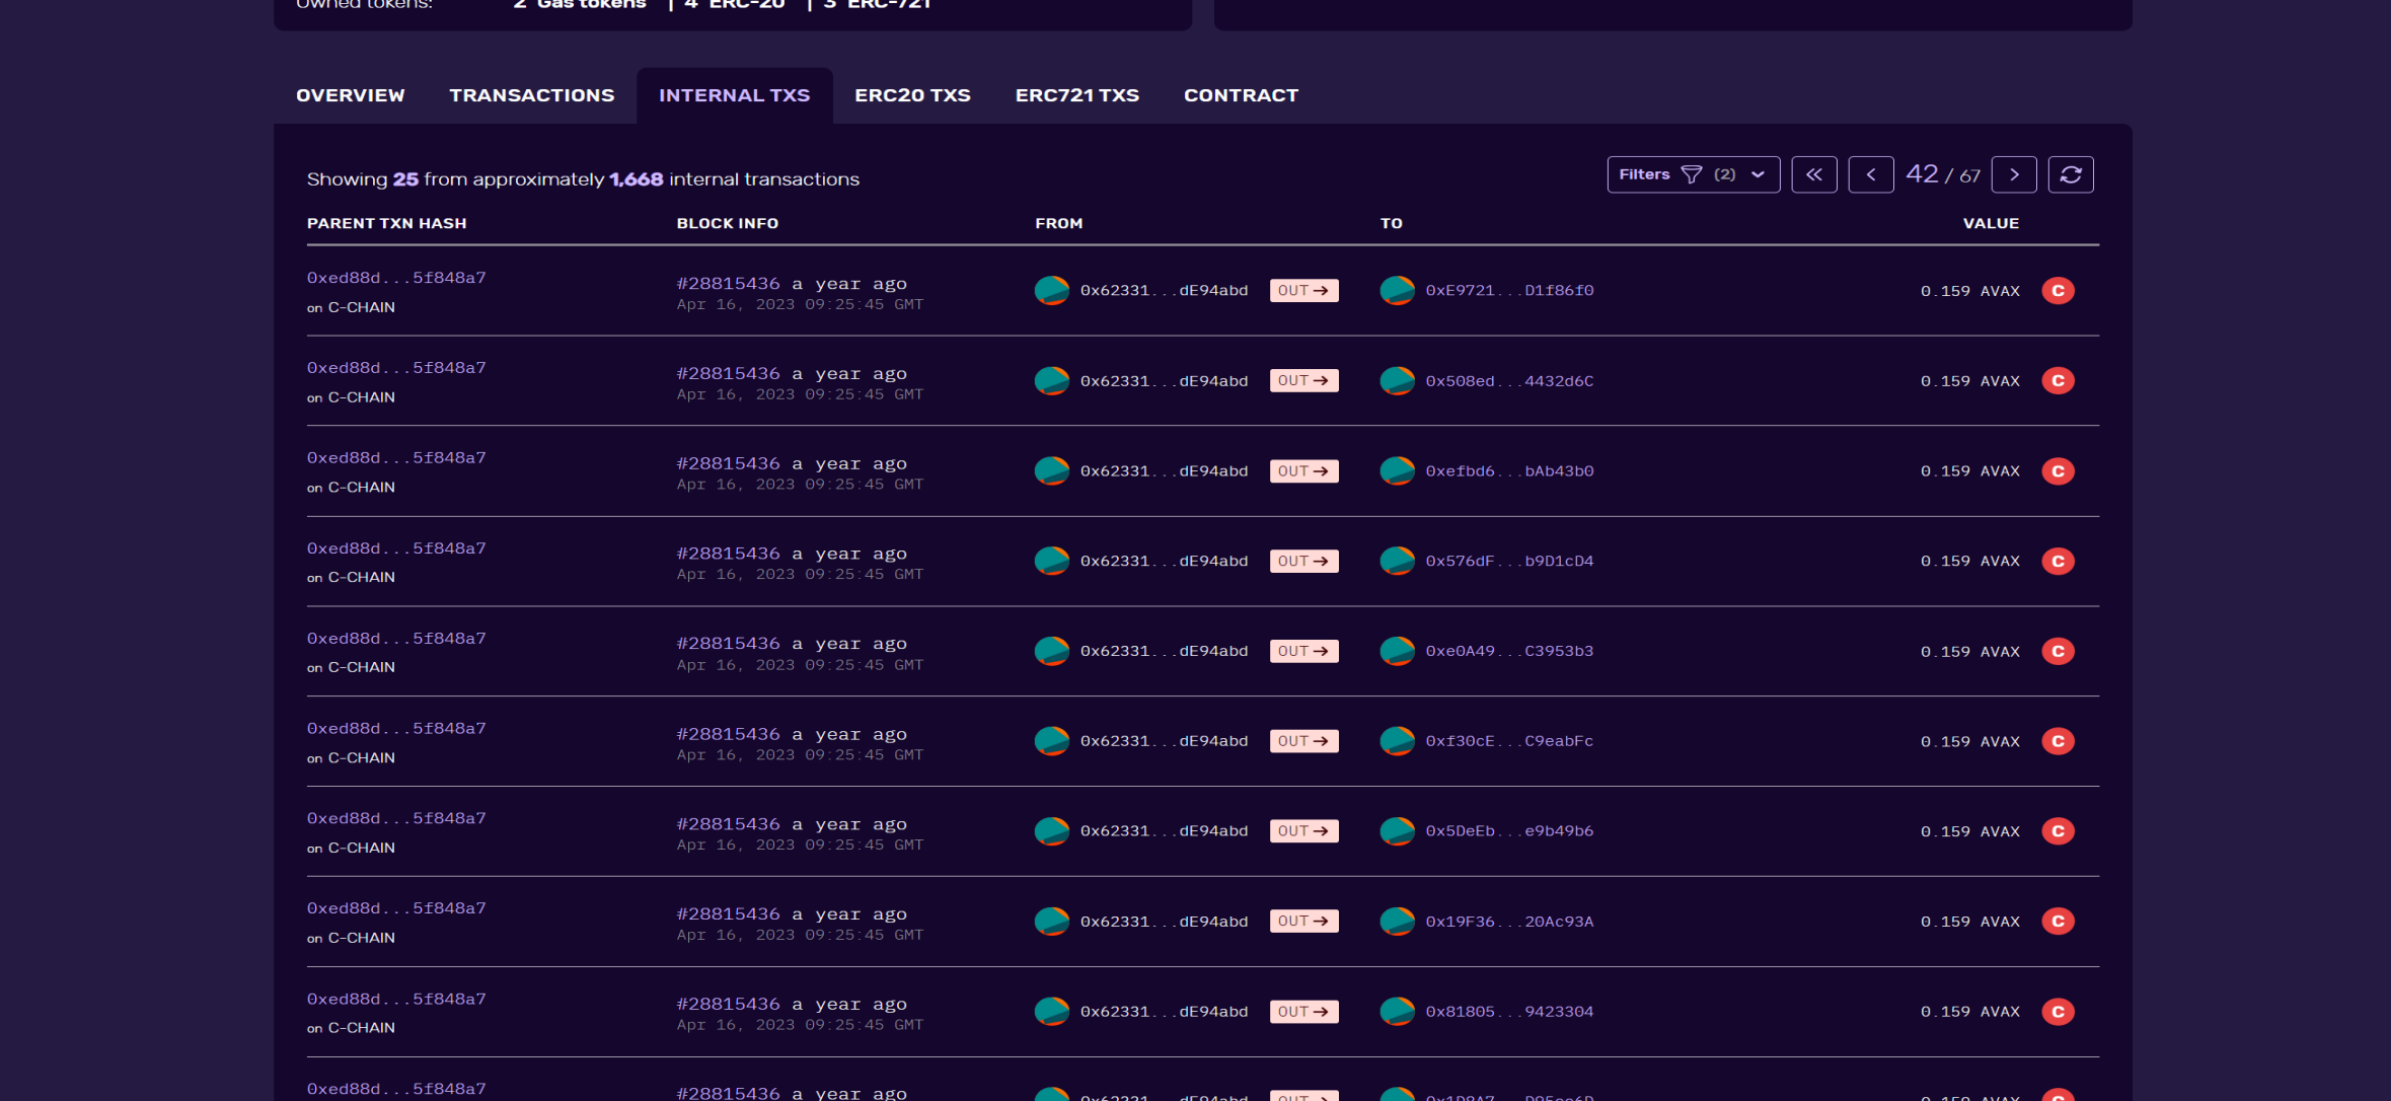 Owned tokens: 2 Gas tokens | 4 ERC-20 | 3 ERC-721
OVERVIEW TRANSACTIONS INTERNAL TXS ERC20 TXS ERC721 TXS CONTRACT
Showing 25 from approximately 1,668 internal transactions Filters (2) 42 / 67
PARENT TXN HASH BLOCK INFO FROM TO VALUE
0xed88d...5f848a7 #28815436 a year ago 0x62331...dE94abd OUT→ 0xE9721...D1f86f0 0.159 AVAX C
on C-CHAIN Apr 16, 2023 09:25:45 GMT
0xed88d...5f848a7 #28815436 a year ago 0x62331...dE94abd OUT→ 0x508ed...4432d6C 0.159 AVAX C
on C-CHAIN Apr 16, 2023 09:25:45 GMT
0xed88d...5f848a7 #28815436 a year ago 0x62331...dE94abd OUT→ 0xefbd6...bAb43b0 0.159 AVAX C
on C-CHAIN Apr 16, 2023 09:25:45 GMT
0xed88d...5f848a7 #28815436 a year ago 0x62331...dE94abd OUT→ 0x576dF...b9D1cD4 0.159 AVAX C
on C-CHAIN Apr 16, 2023 09:25:45 GMT
0xed88d...5f848a7 #28815436 a year ago 0x62331...dE94abd OUT→ 0xe0A49...C3953b3 0.159 AVAX C
on C-CHAIN Apr 16, 2023 09:25:45 GMT
0xed88d...5f848a7 #28815436 a year ago 0x62331...dE94abd OUT→ 0xf30cE...C9eabFc 0.159 AVAX C
on C-CHAIN Apr 16, 2023 09:25:45 GMT
0xed88d...5f848a7 #28815436 a year ago 0x62331...dE94abd OUT→ 0x5DeEb...e9b49b6 0.159 AVAX C
on C-CHAIN Apr 16, 2023 09:25:45 GMT
0xed88d...5f848a7 #28815436 a year ago 0x62331...dE94abd OUT→ 0x19F36...20Ac93A 0.159 AVAX C
on C-CHAIN Apr 16, 2023 09:25:45 GMT
0xed88d...5f848a7 #28815436 a year ago 0x62331...dE94abd OUT→ 0x81805...9423304 0.159 AVAX C
on C-CHAIN Apr 16, 2023 09:25:45 GMT
0xed88d...5f848a7 #28815436 a year ago 0x62331...dE94abd OUT→ 0.159 AVAX C